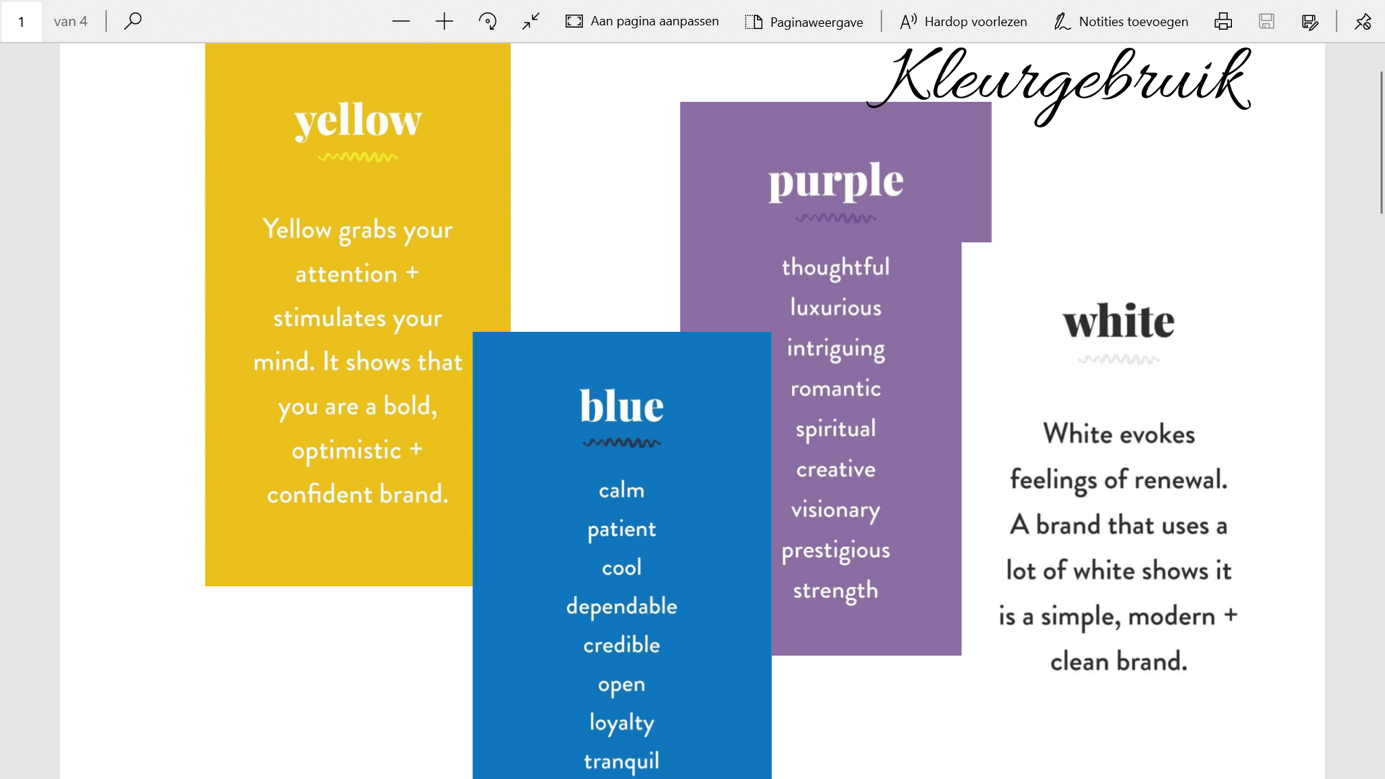 1 van 4 Aan pagina aanpassen Paginaweergave Hardop voorlezen Notities toevoegen
Kleurgebruik
yellow
Yellow grabs your
attention +
stimulates your
mind. It shows that
you are a bold,
optimistic +
confident brand.
purple
thoughtful
luxurious
intriguing
romantic
spiritual
creative
visionary
prestigious
strength
blue
calm
patient
cool
dependable
credible
open
loyalty
tranquil
white
White evokes
feelings of renewal.
A brand that uses a
lot of white shows it
is a simple, modern +
clean brand.